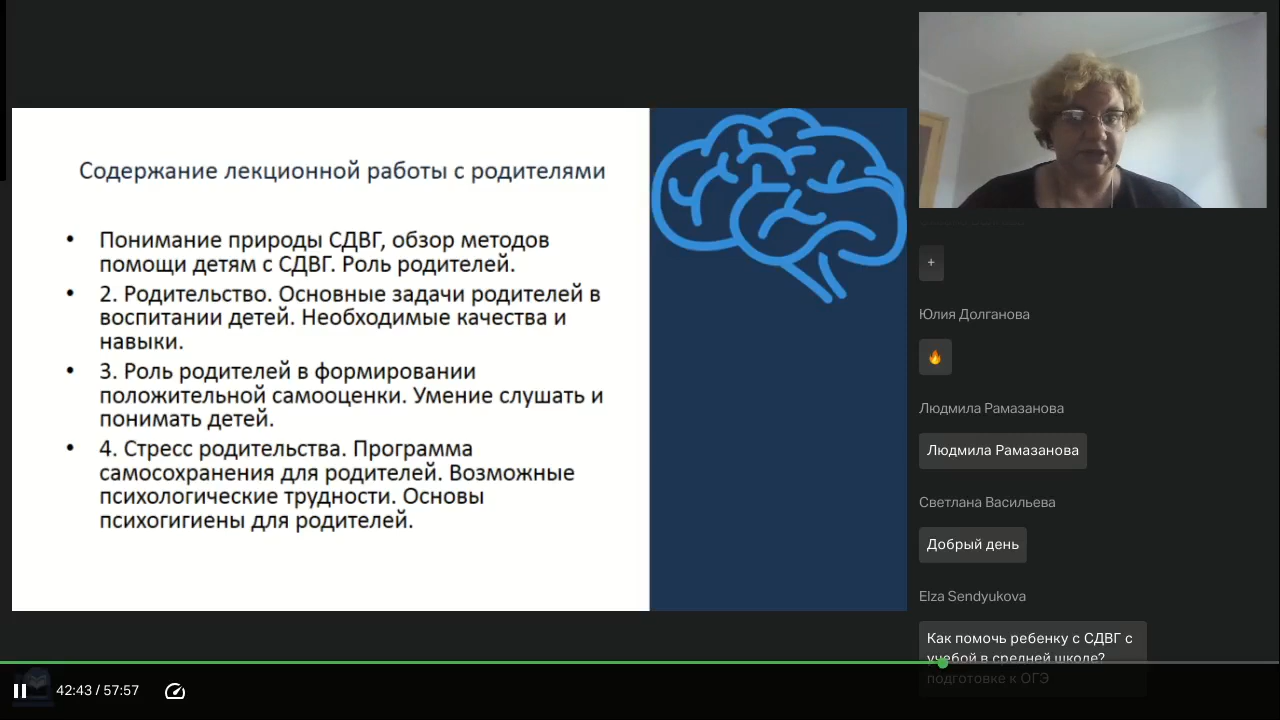 Содержание лекционной работы с родителями
• Понимание природы СДВГ, обзор методов
помощи детям с СДВГ. Роль родителей.
• 2. Родительство. Основные задачи родителей в
воспитании детей. Необходимые качества и
навыки.
• 3. Роль родителей в формировании
положительной самооценки. Умение слушать и
понимать детей.
• 4. Стресс родительства. Программа
самосохранения для родителей. Возможные
психологические трудности. Основы
психогигиены для родителей.
+
Юлия Долганова
🔥
Людмила Рамазанова
Людмила Рамазанова
Светлана Васильева
Добрый день
Elza Sendyukova
Как помочь ребенку с СДВГ с
учебой в средней школе?
подготовке к ОГЭ
42:43 / 57:57